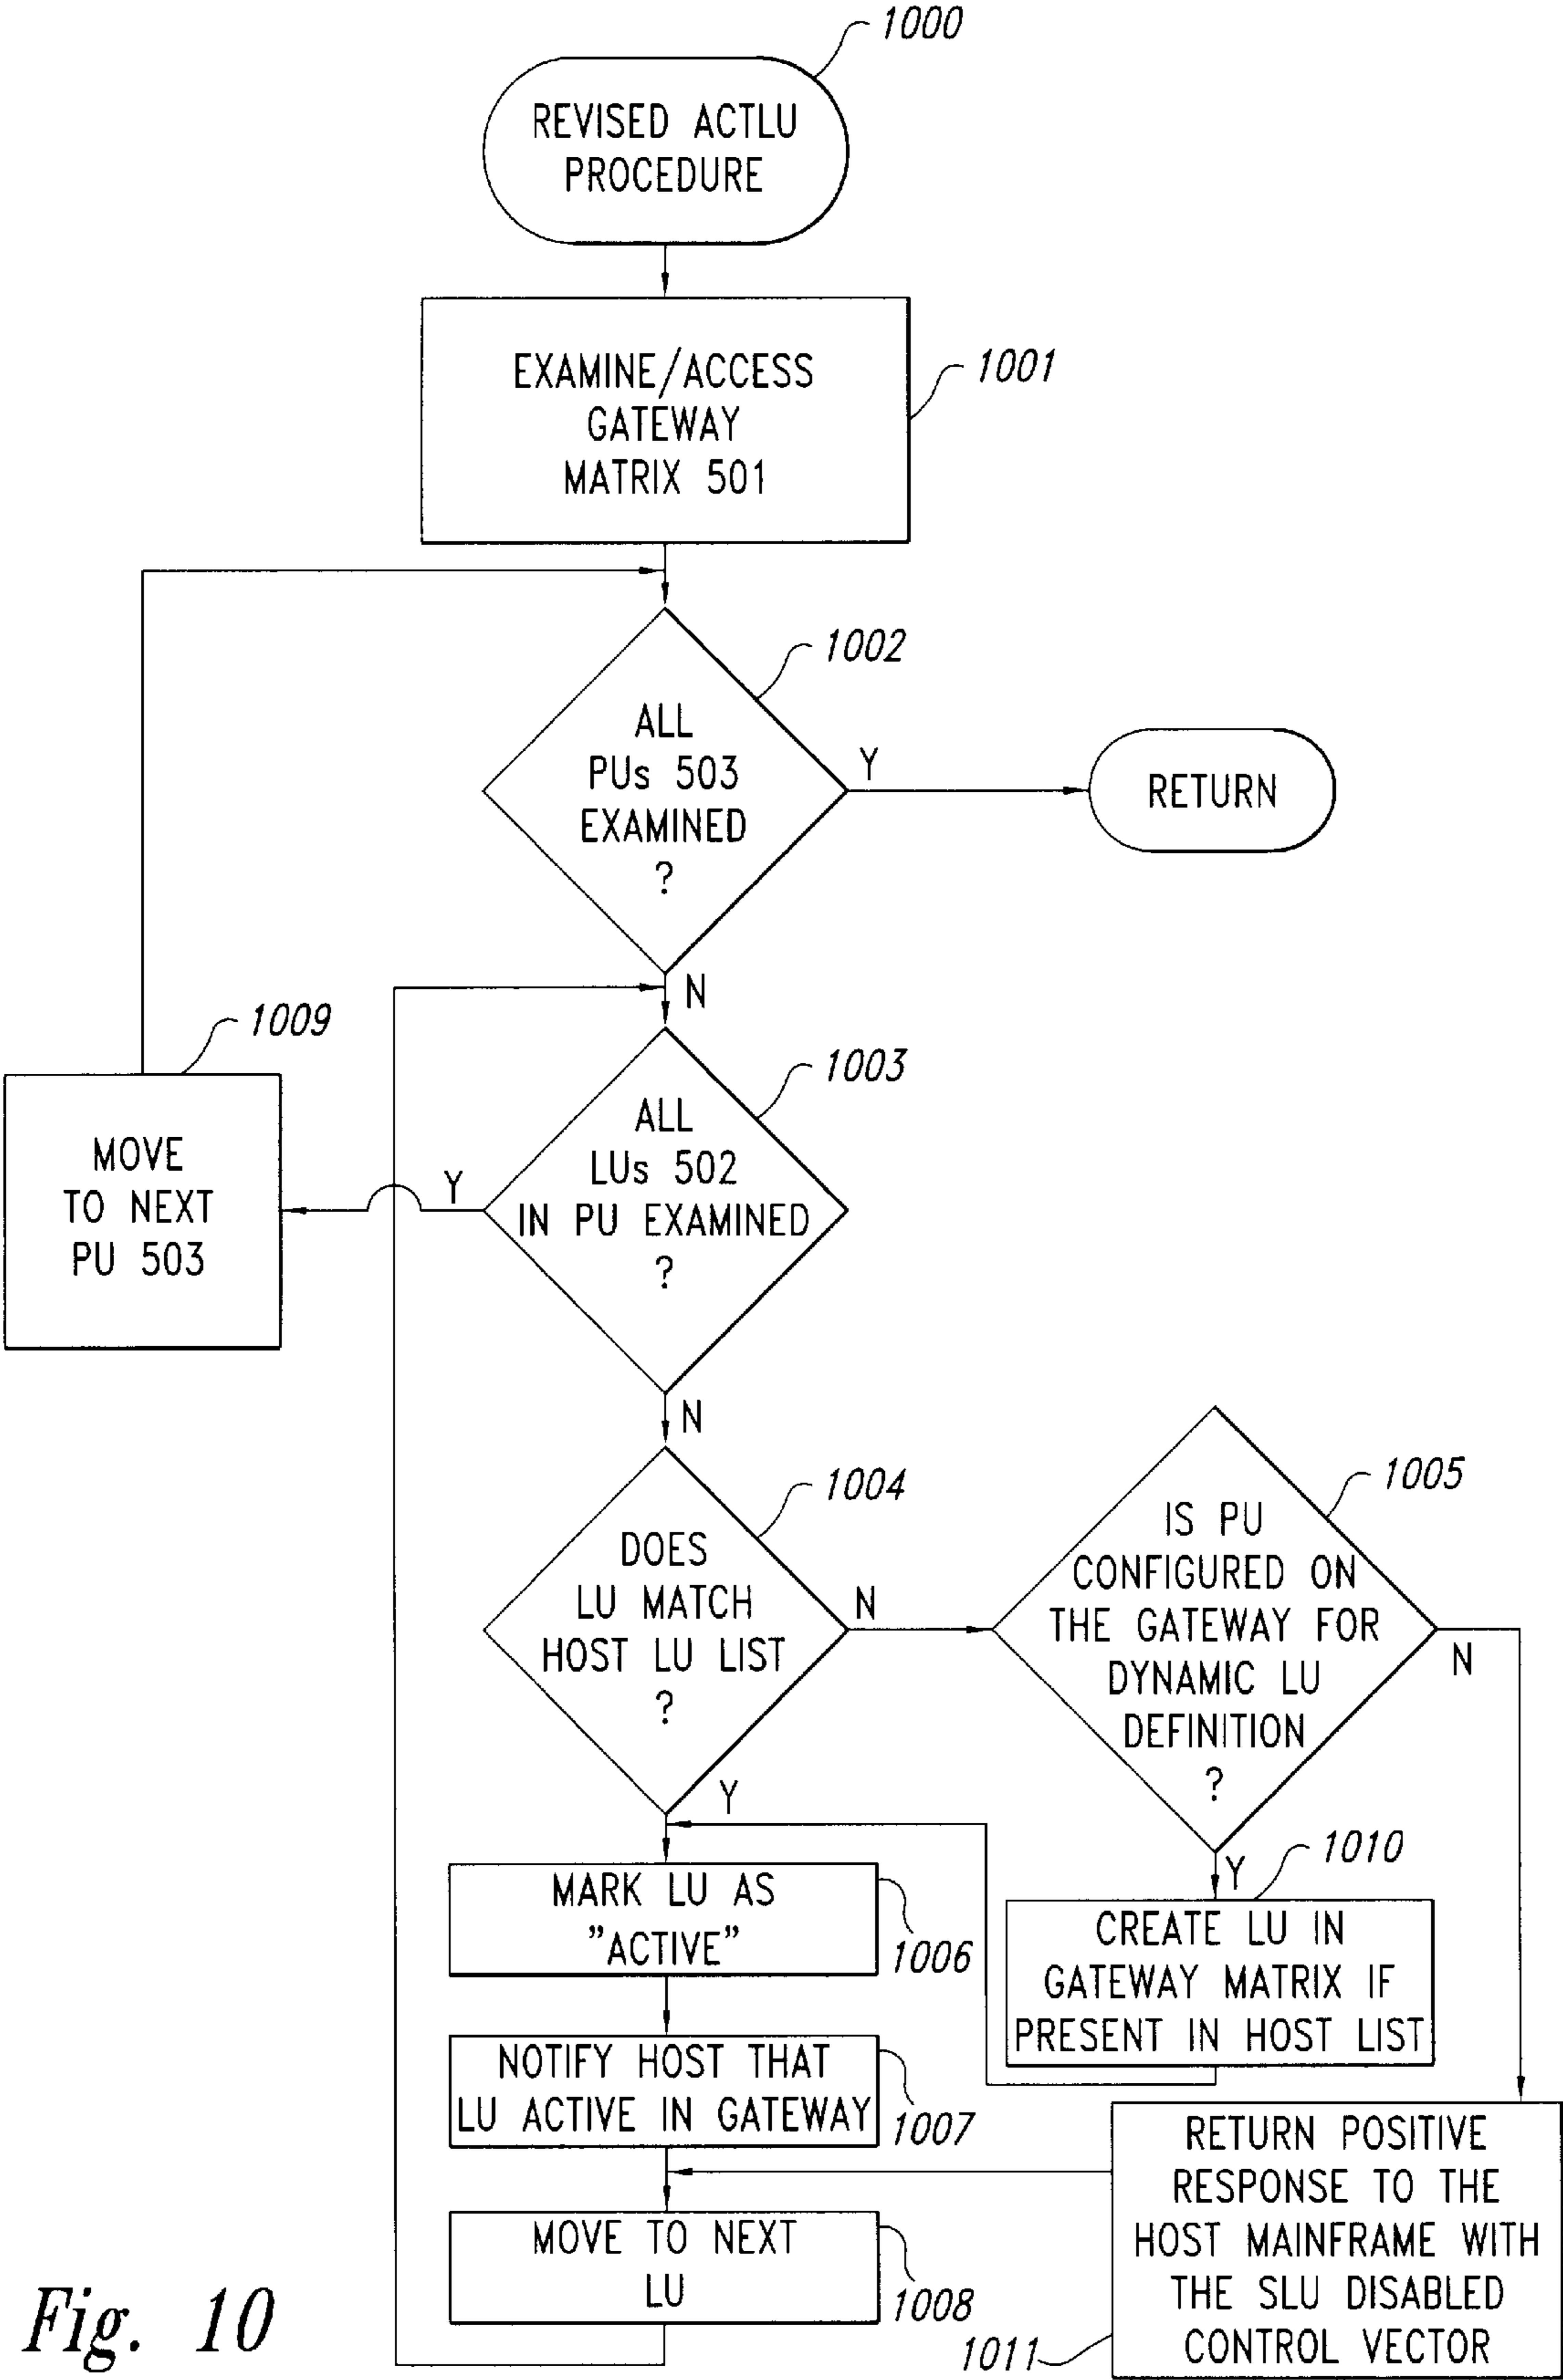 1000
REVISED ACTLU
PROCEDURE
EXAMINE/ACCESS
GATEWAY
MATRIX 501
1001
1002
ALL
PUs 503
EXAMINED
?
Y
RETURN
N
1009
MOVE
TO NEXT
PU 503
1003
ALL
LUs 502
IN PU EXAMINED
?
Y
N
1004
DOES
LU MATCH
HOST LU LIST
?
N
1005
IS PU
CONFIGURED ON
THE GATEWAY FOR
DYNAMIC LU
DEFINITION
?
N
Y
Y
1010
MARK LU AS
"ACTIVE"
1006
CREATE LU IN
GATEWAY MATRIX IF
PRESENT IN HOST LIST
NOTIFY HOST THAT
LU ACTIVE IN GATEWAY
1007
RETURN POSITIVE
RESPONSE TO THE
HOST MAINFRAME WITH
THE SLU DISABLED
CONTROL VECTOR
1011
MOVE TO NEXT
LU
1008
Fig. 10